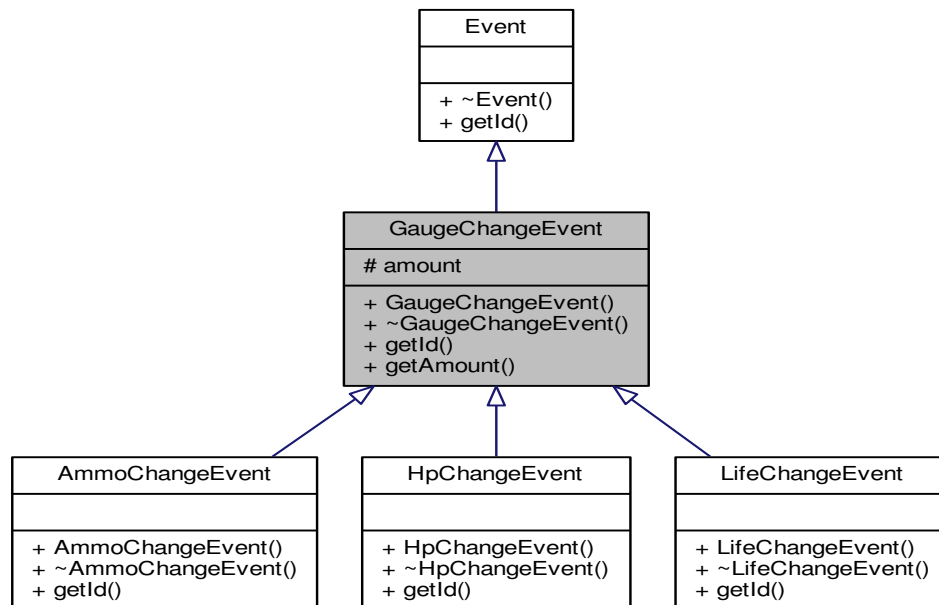 Event
+ ~Event()
+ getId()
GaugeChangeEvent
# amount
+ GaugeChangeEvent()
+ ~GaugeChangeEvent()
+ getId()
+ getAmount()
AmmoChangeEvent
+ AmmoChangeEvent()
+ ~AmmoChangeEvent()
+ getId()
HpChangeEvent
+ HpChangeEvent()
+ ~HpChangeEvent()
+ getId()
LifeChangeEvent
+ LifeChangeEvent()
+ ~LifeChangeEvent()
+ getId()